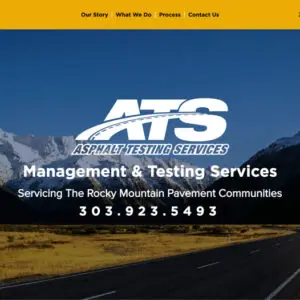 Our Story | What We Do | Process | Contact Us
ATS
ASPHALT TESTING SERVICES
Management & Testing Services
Servicing The Rocky Mountain Pavement Communities
303.923.5493